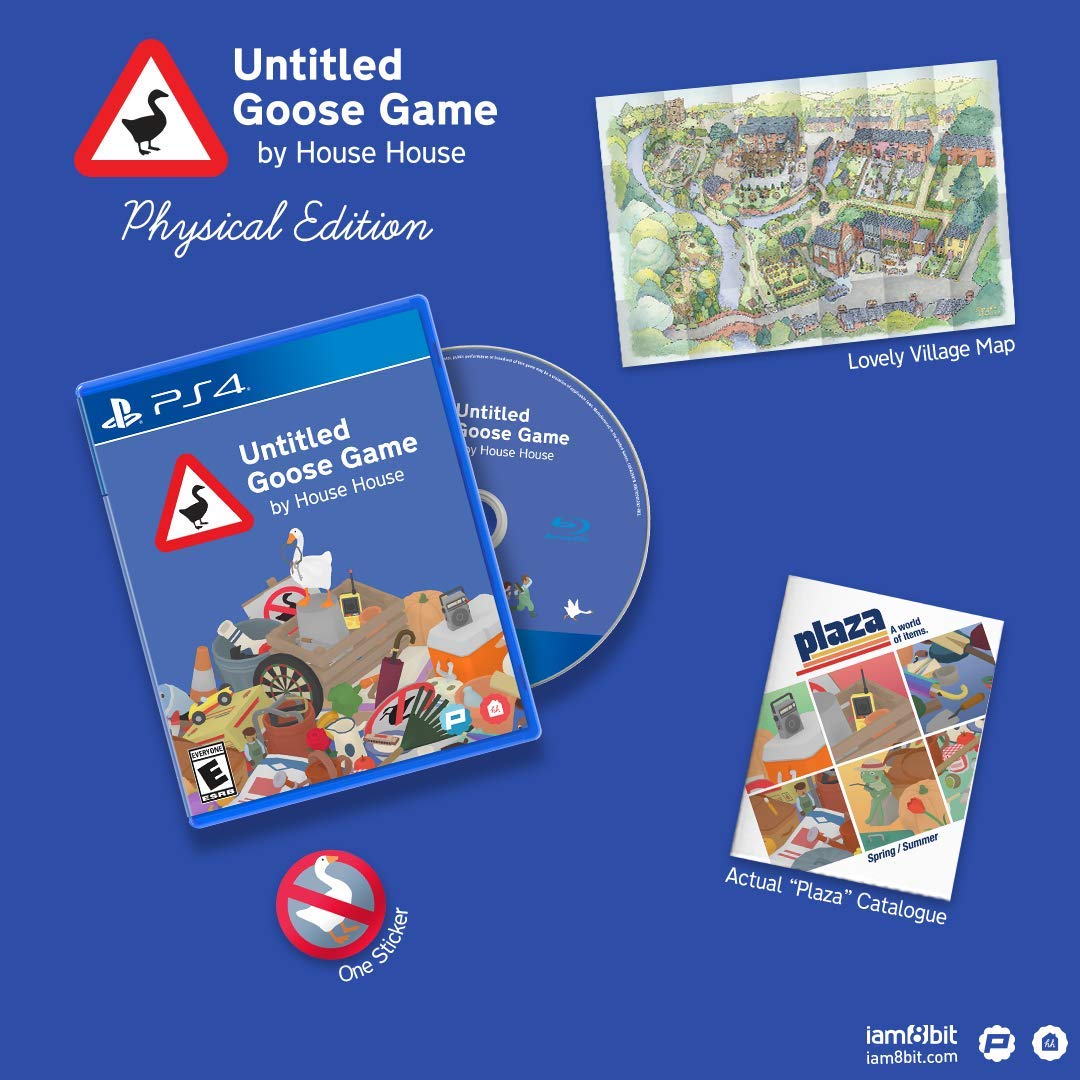 Untitled
Goose Game
by House House
Physical Edition
Lovely Village Map
PS4
Untitled
Goose Game
by House House
EVERYONE
E
ESRB
Untitled
Goose Game
by House House
plaza
A world
of items.
Spring / Summer
Actual “Plaza” Catalogue
One Sticker
iam8bit
iam8bit.com